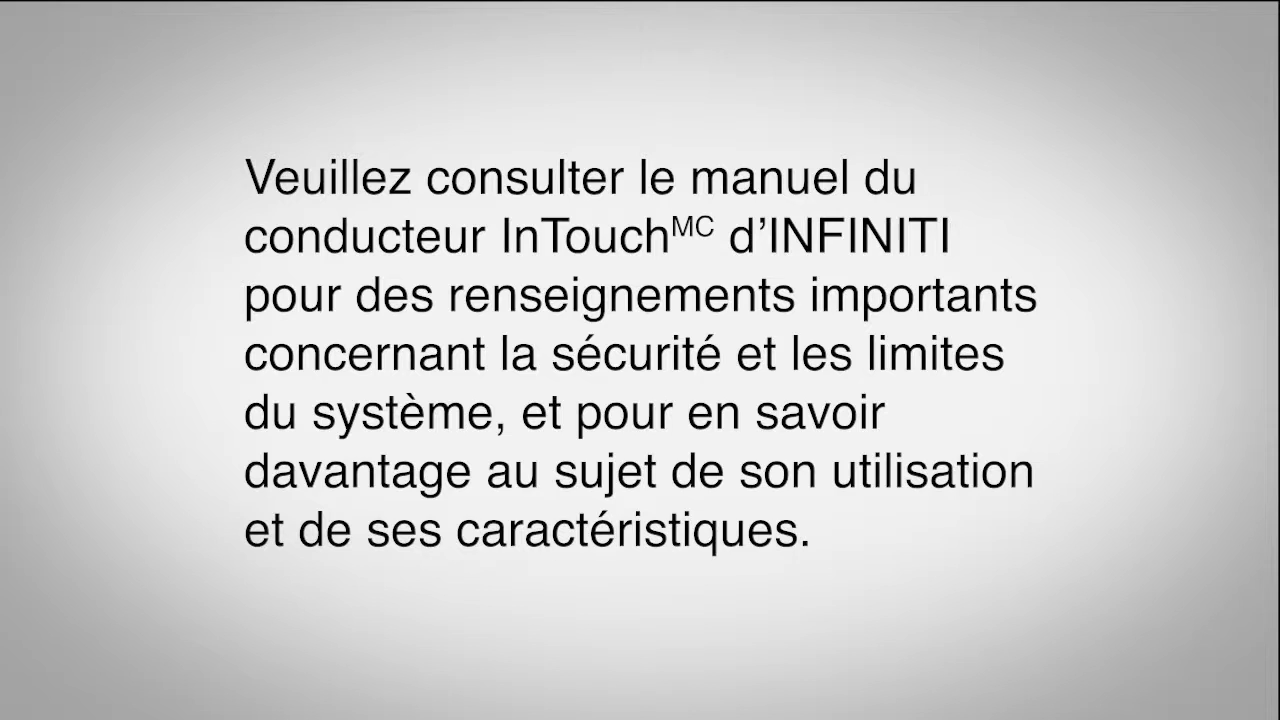 Veuillez consulter le manuel du
conducteur InTouchMC d’INFINITI
pour des renseignements importants
concernant la sécurité et les limites
du système, et pour en savoir
davantage au sujet de son utilisation
et de ses caractéristiques.